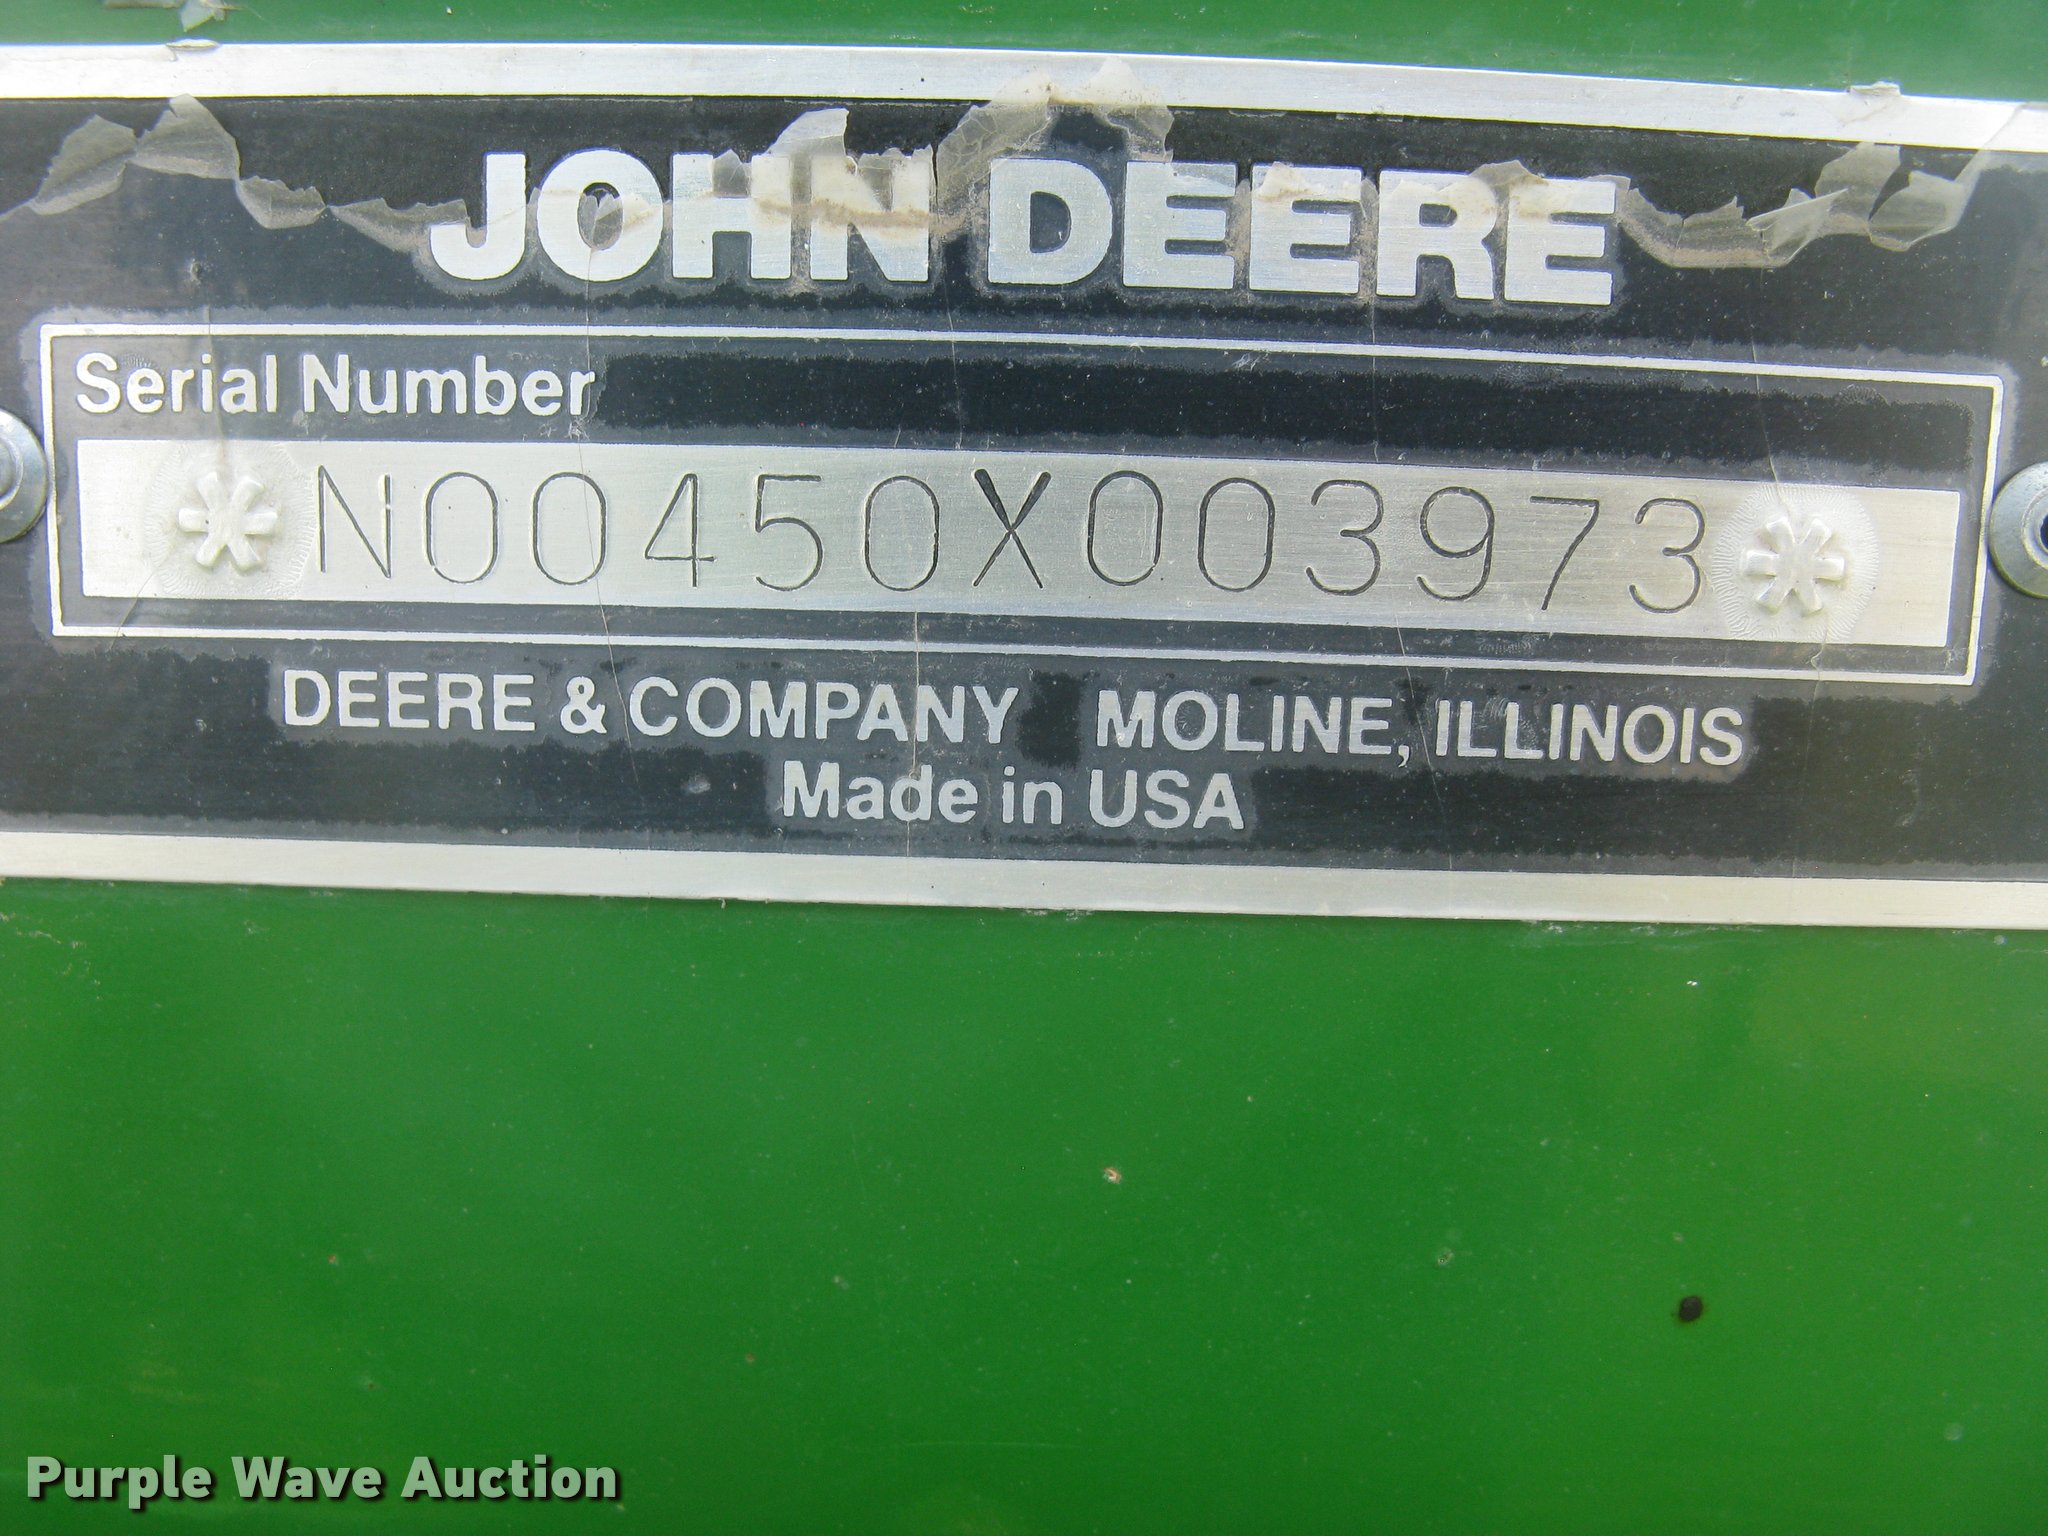 JOHN DEERE
Serial Number
*N00450X003973*
DEERE & COMPANY MOLINE, ILLINOIS
Made in USA
Purple Wave Auction